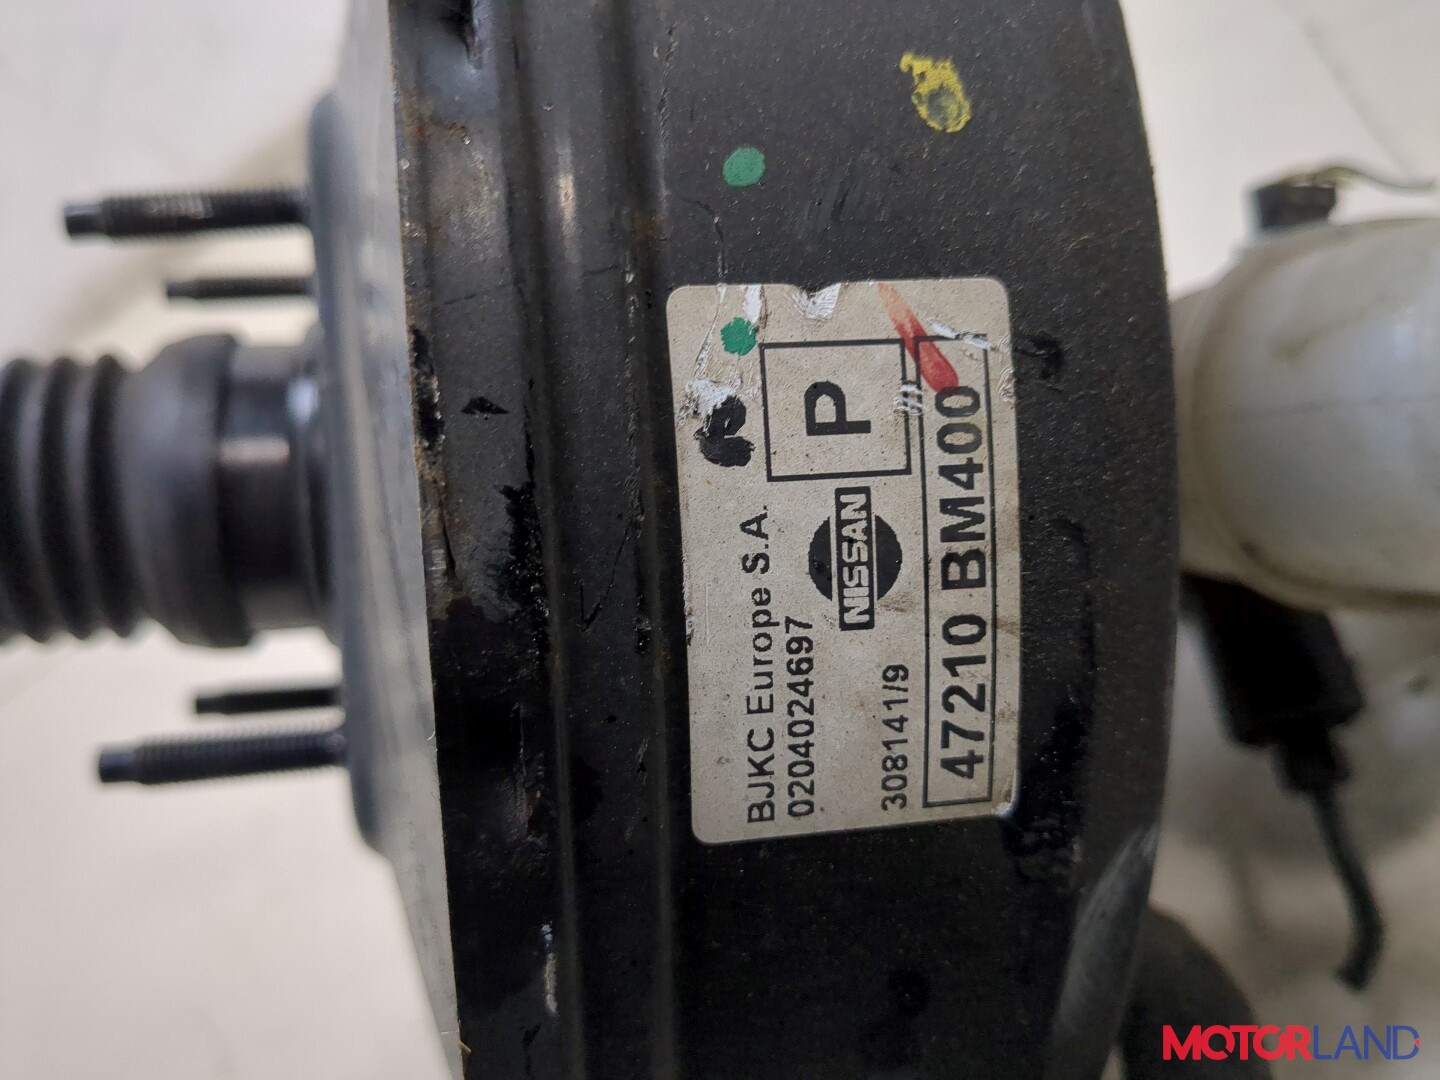 BJKC Europe S.A.
0204024697
P
NISSAN
308141/9
47210 BM400
MOTORLAND